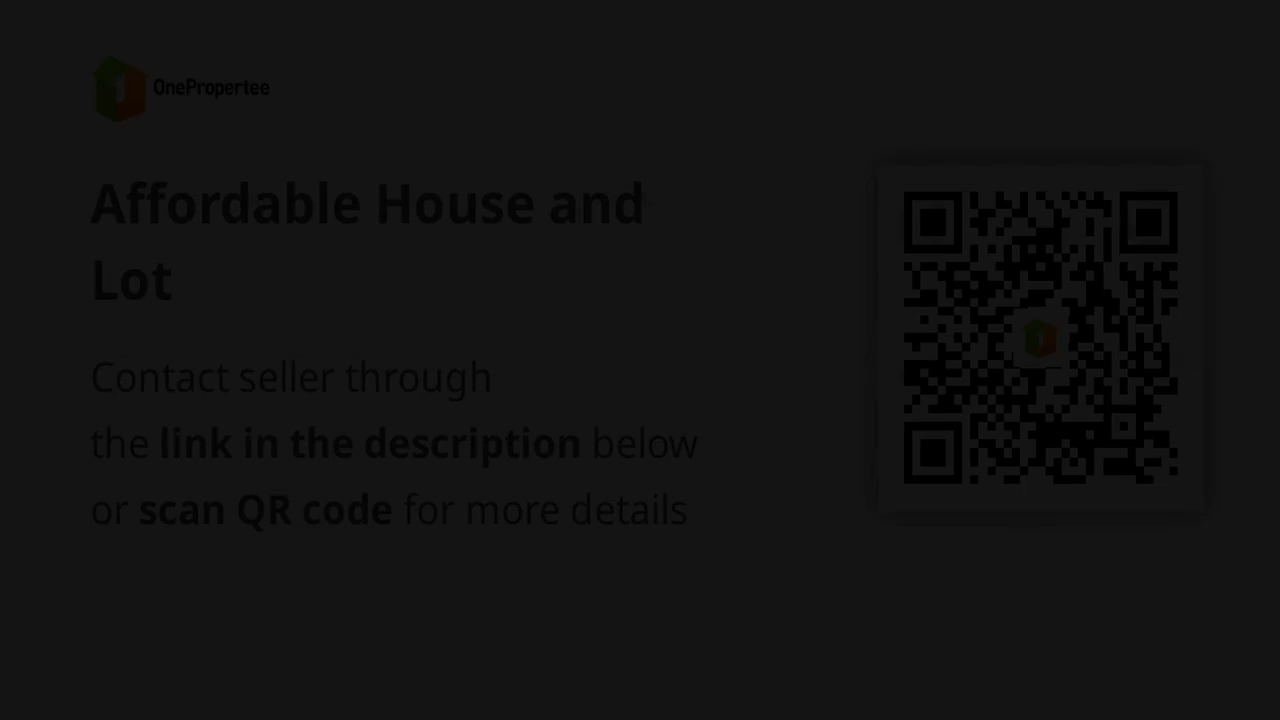 OnePropertee
Affordable House and
Lot
Contact seller through
the link in the description below
or scan QR code for more details